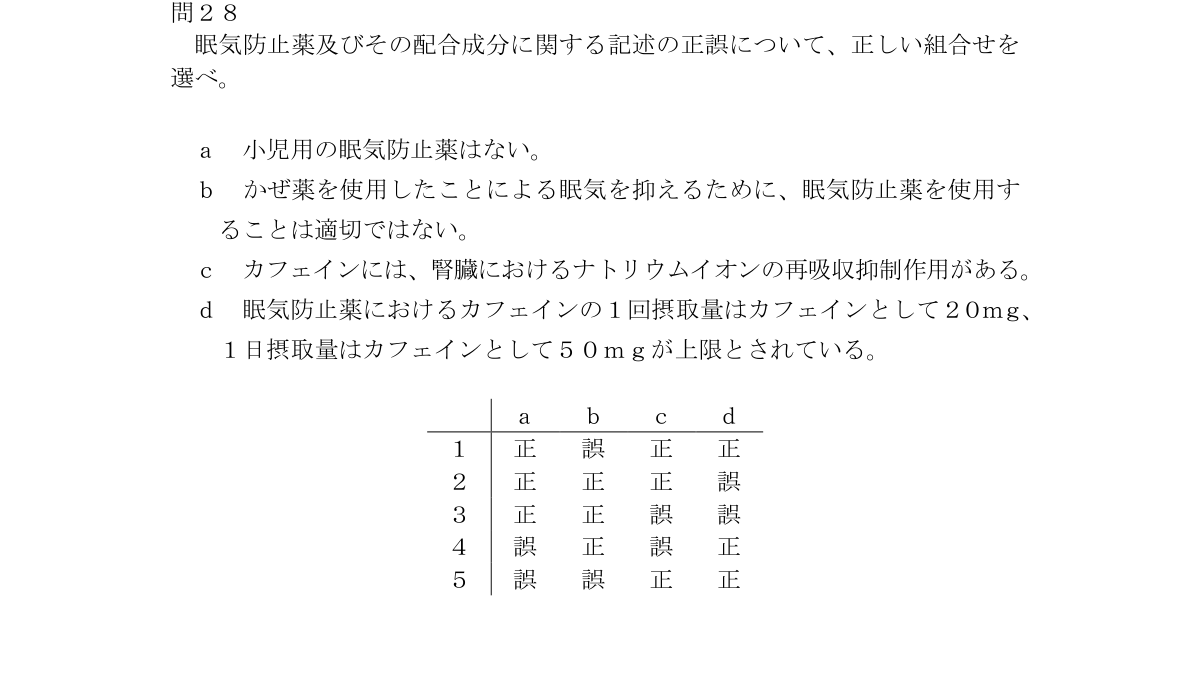 問２８
眠気防止薬及びその配合成分に関する記述の正誤について、正しい組合せを
選べ。
ａ　小児用の眠気防止薬はない。
ｂ　かぜ薬を使用したことによる眠気を抑えるために、眠気防止薬を使用す
ることは適切ではない。
ｃ　カフェインには、腎臓におけるナトリウムイオンの再吸収抑制作用がある。
ｄ　眠気防止薬におけるカフェインの１回摂取量はカフェインとして２０ｍｇ、
１日摂取量はカフェインとして５０ｍｇが上限とされている。
ａ　ｂ　ｃ　ｄ
１　正　誤　正　正
２　正　正　正　誤
３　正　正　誤　誤
４　誤　正　誤　正
５　誤　誤　正　正